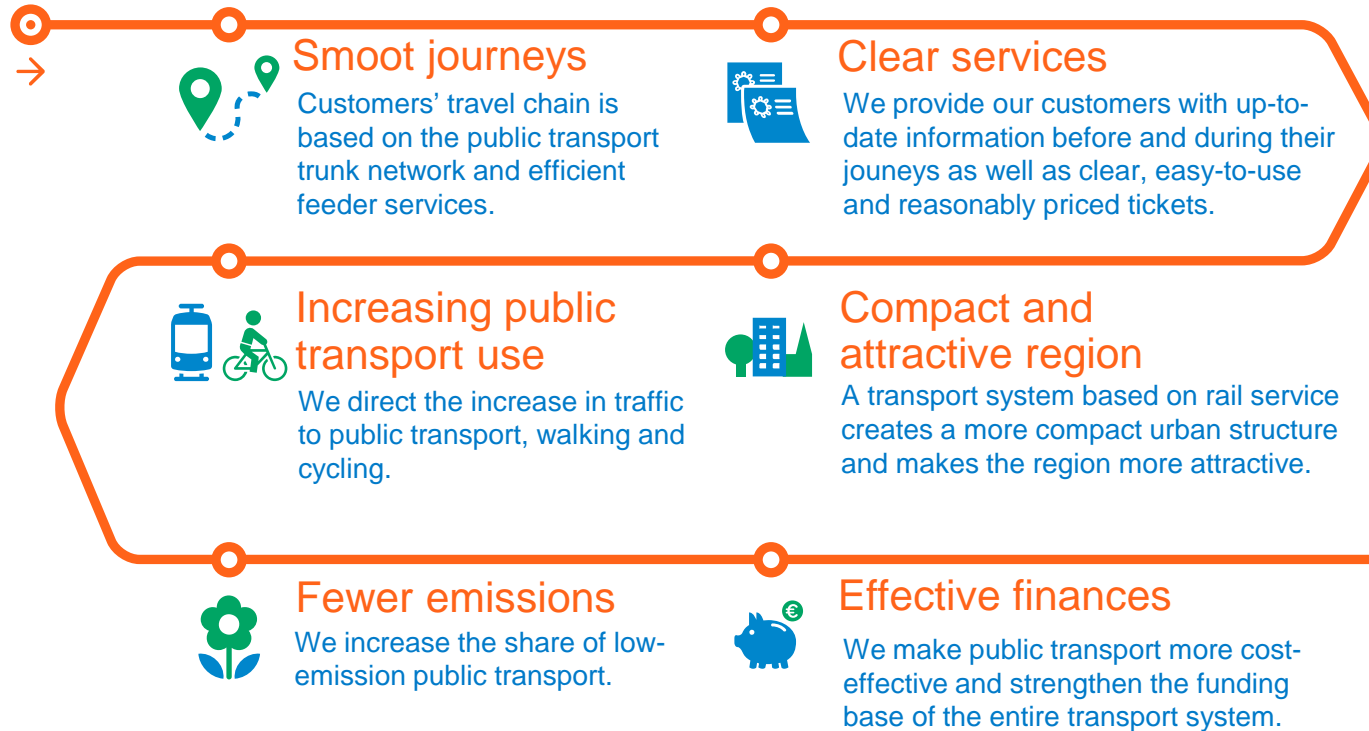 Smoot journeys
Customers’ travel chain is
based on the public transport
trunk network and efficient
feeder services.
Clear services
We provide our customers with up-to-
date information before and during their
jouneys as well as clear, easy-to-use
and reasonably priced tickets.
Increasing public
transport use
We direct the increase in traffic
to public transport, walking and
cycling.
Compact and
attractive region
A transport system based on rail service
creates a more compact urban structure
and makes the region more attractive.
Fewer emissions
We increase the share of low-
emission public transport.
€
Effective finances
We make public transport more cost-
effective and strengthen the funding
base of the entire transport system.